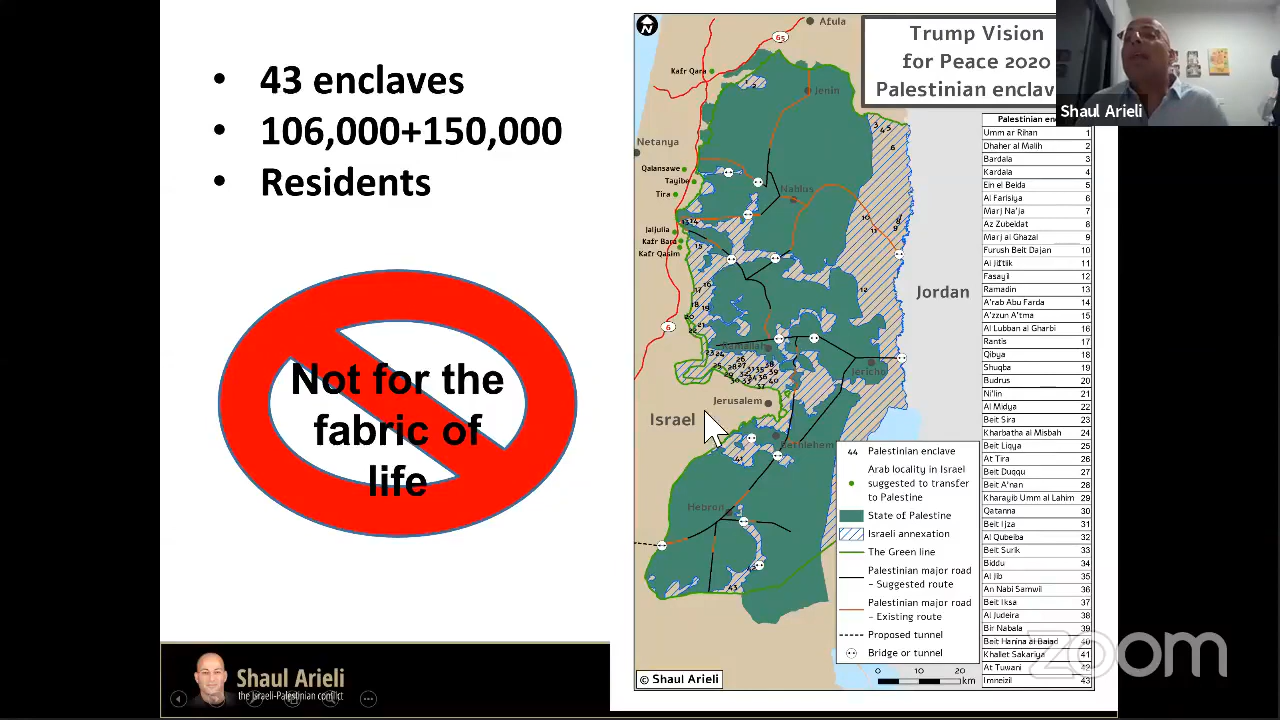 • 43 enclaves
• 106,000+150,000
• Residents
Not for the
fabric of
life
Shaul Arieli
the Israeli-Palestinian conflict
Trump Vision
for Peace 2020
Palestinian enclav
Shaul Arieli
N
Afula
65
Kafr Qara
Jenin
Netanya
Qalansawe
Tayibe
Tira
Nablus
Jaljulia
Kafr Bara
Kafr Qasim
6
Ramallah
Jericho
Jerusalem
Israel
Jordan
Bethlehem
Hebron
44 Palestinian enclave
Arab locality in Israel
suggested to transfer
to Palestine
State of Palestine
Israeli annexation
The Green line
Palestinian major road
- Suggested route
Palestinian major road
- Existing route
Proposed tunnel
Bridge or tunnel
0 10 20
km
© Shaul Arieli
Palestinian en
Umm ar Rihan 1
Dhaher al Malih 2
Bardala 3
Kardala 4
Ein el Beida 5
Al Farisiya 6
Marj Na'ja 7
Az Zubeidat 8
Marj al Ghazal 9
Furush Beit Dajan 10
Al Jiftlik 11
Fasayil 12
Ramadin 13
A'rab Abu Farda 14
A'zzun A'tma 15
Al Lubban al Gharbi 16
Rantis 17
Qibya 18
Shuqba 19
Budrus 20
Ni'lin 21
Al Midya 22
Beit Sira 23
Kharbatha al Misbah 24
Beit Liqya 25
At Tira 26
Beit Duqqu 27
Beit A'nan 28
Kharayib Umm al Lahim 29
Qatanna 30
Beit Ijza 31
Al Qubeiba 32
Beit Surik 33
Biddu 34
Al Jib 35
An Nabi Samwil 36
Beit Iksa 37
Al Judeira 38
Bir Nabala 39
Beit Hanina al Balad 40
Khallet Sakariya 41
At Tuwani 42
Imneizil 43
zoom